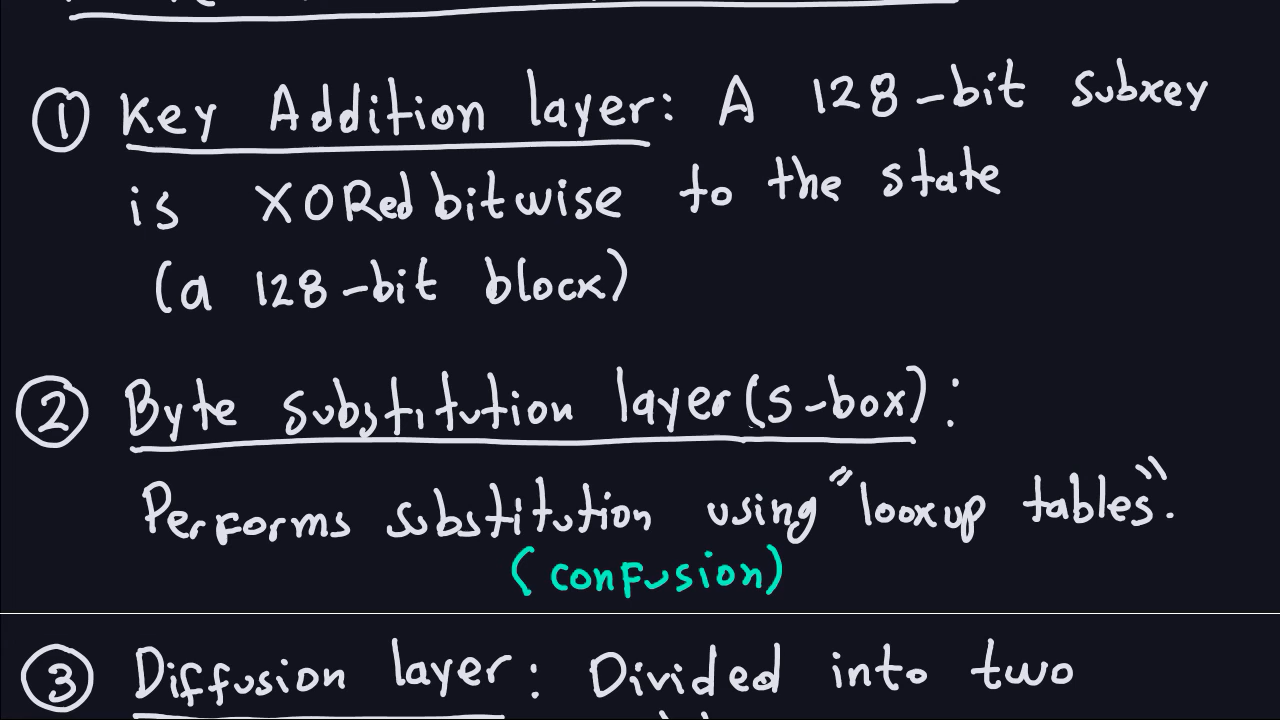 ① Key Addition layer: A 128-bit subkey
is XORed bitwise to the state
(a 128-bit block)
② Byte substitution layer (S-box):
Performs substitution using "lookup tables".
(confusion)
③ Diffusion layer: Divided into two